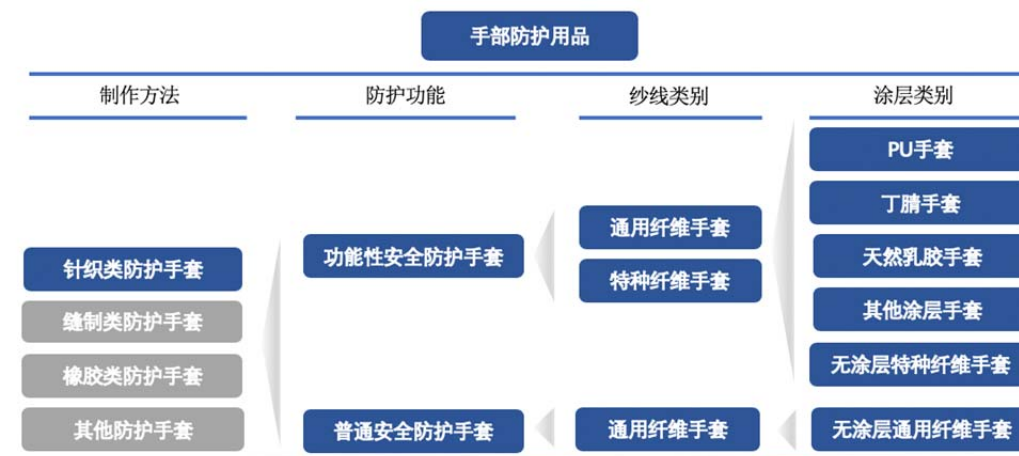 手部防护用品
制作方法
防护功能
纱线类别
涂层类别
针织类防护手套
缝制类防护手套
橡胶类防护手套
其他防护手套
功能性安全防护手套
普通安全防护手套
通用纤维手套
特种纤维手套
通用纤维手套
PU手套
丁腈手套
天然乳胶手套
其他涂层手套
无涂层特种纤维手套
无涂层通用纤维手套